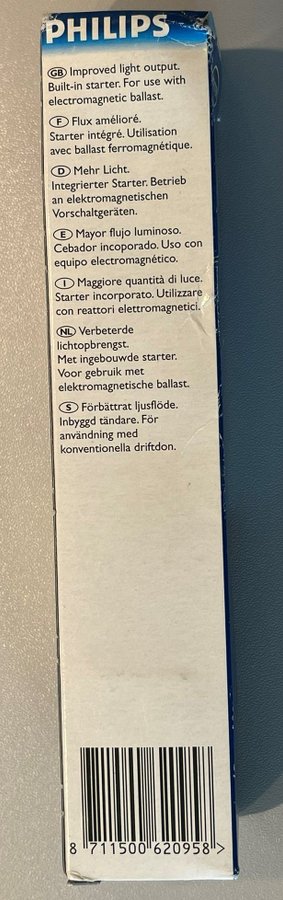 PHILIPS
GB Improved light output.
Built-in starter. For use with
electromagnetic ballast.
F Flux amélioré.
Starter intégré. Utilisation
avec ballast ferromagnétique.
D Mehr Licht.
Integrierter Starter. Betrieb
an elektromagnetischen
Vorschaltgeräten.
E Mayor flujo luminoso.
Cebador incoporado. Uso con
equipo electromagnético.
I Maggiore quantità di luce.
Starter incorporato. Utilizzare
con reattori elettromagnetici.
NL Verbeterde
lichtopbrengst.
Met ingebouwde starter.
Voor gebruik met
elektromagnetische ballast.
S Förbättrat ljusflöde.
Inbyggd tändare. För
användning med
konventionella driftdon.
8 711500 620958 >